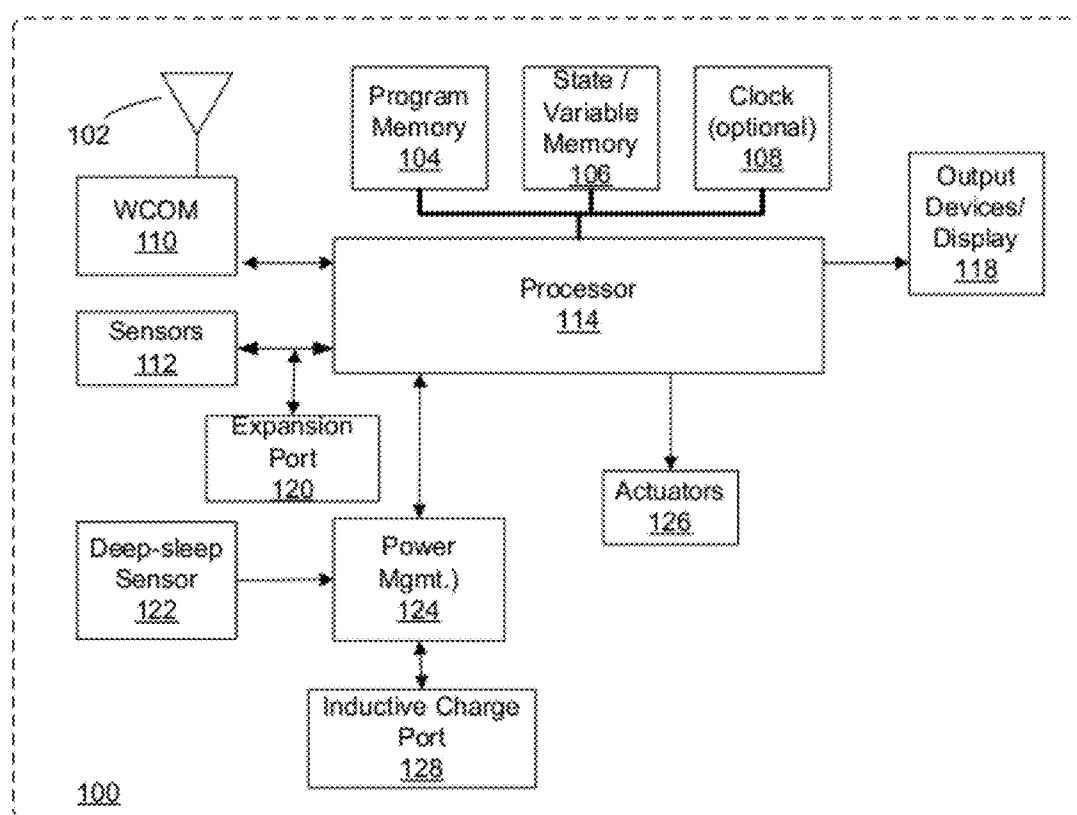 102
WCOM
110
Program
Memory
104
State /
Variable
Memory
106
Clock
(optional)
108
Output
Devices/
Display
118
Processor
114
Sensors
112
Expansion
Port
120
Actuators
126
Deep-sleep
Sensor
122
Power
Mgmt.)
124
Inductive Charge
Port
128
100